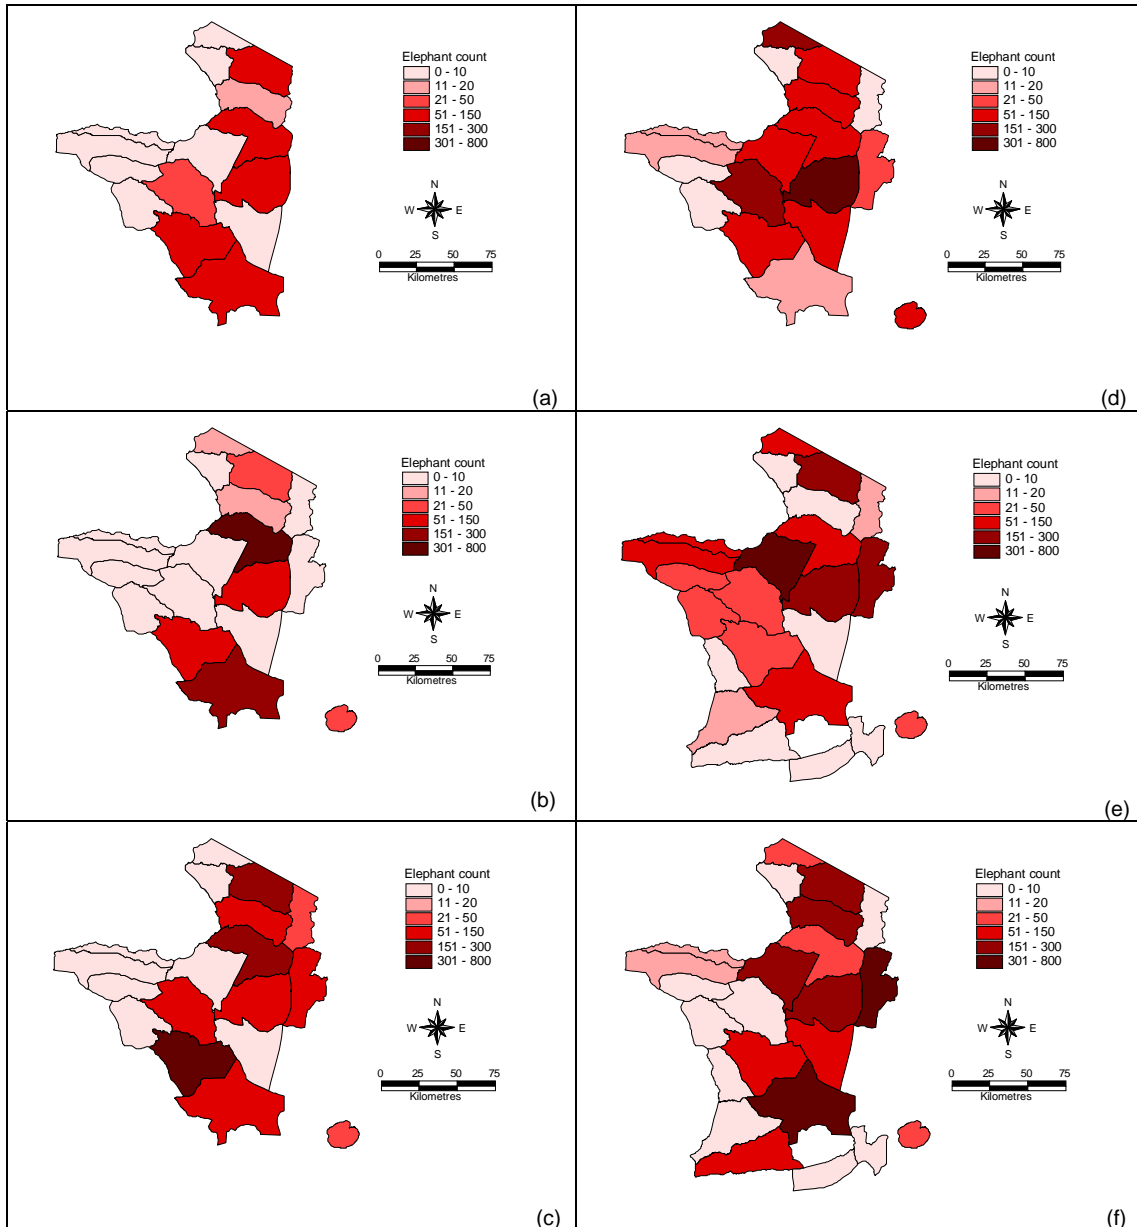 Elephant count
0 - 10
11 - 20
21 - 50
51 - 150
151 - 300
301 - 800
N
W E
S
0 25 50 75
Kilometres
(a)
Elephant count
0 - 10
11 - 20
21 - 50
51 - 150
151 - 300
301 - 800
N
W E
S
0 25 50 75
Kilometres
(d)
Elephant count
0 - 10
11 - 20
21 - 50
51 - 150
151 - 300
301 - 800
N
W E
S
0 25 50 75
Kilometres
(b)
Elephant count
0 - 10
11 - 20
21 - 50
51 - 150
151 - 300
301 - 800
N
W E
S
0 25 50 75
Kilometres
(e)
Elephant count
0 - 10
11 - 20
21 - 50
51 - 150
151 - 300
301 - 800
N
W E
S
0 25 50 75
Kilometres
(c)
Elephant count
0 - 10
11 - 20
21 - 50
51 - 150
151 - 300
301 - 800
N
W E
S
0 25 50 75
Kilometres
(f)